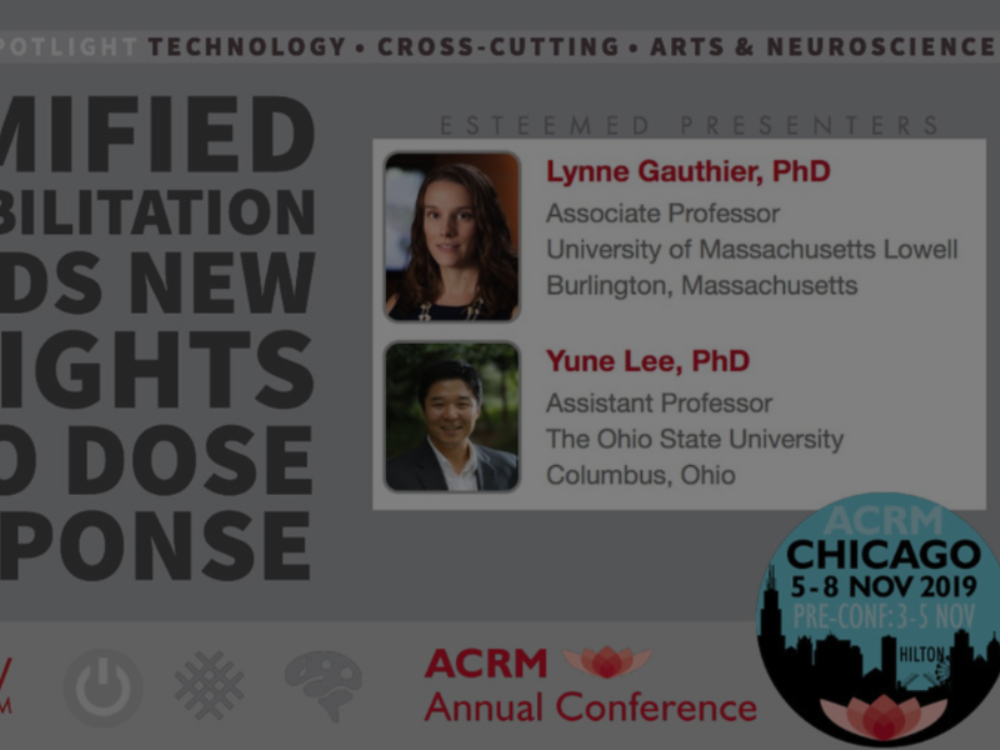 POTLIGHT TECHNOLOGY • CROSS-CUTTING • ARTS & NEUROSCIENCE
MIFIED
BILITATION
DS NEW
IGHTS
O DOSE
PONSE
ESTEEMED PRESENTERS
Lynne Gauthier, PhD
Associate Professor
University of Massachusetts Lowell
Burlington, Massachusetts
Yune Lee, PhD
Assistant Professor
The Ohio State University
Columbus, Ohio
ACRM
Annual Conference
ACRM
CHICAGO
5-8 NOV 2019
PRE-CONF: 3-5 NOV
HILTON